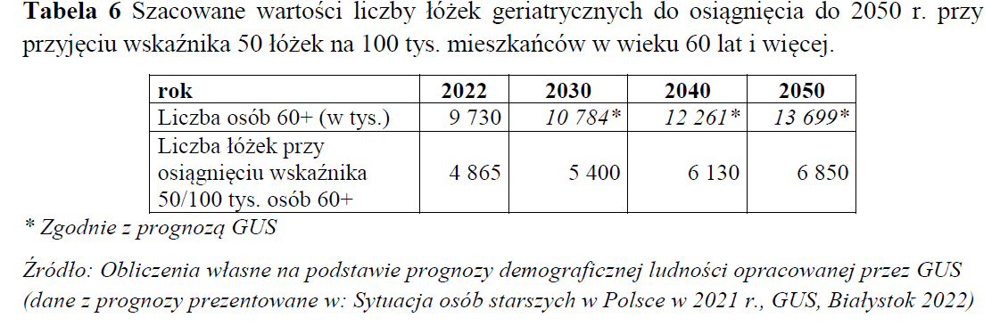 Tabela 6 Szacowane wartości liczby łóżek geriatrycznych do osiągnięcia do 2050 r. przy
przyjęciu wskaźnika 50 łóżek na 100 tys. mieszkańców w wieku 60 lat i więcej.
rok 2022 2030 2040 2050
Liczba osób 60+ (w tys.) 9 730 10 784* 12 261* 13 699*
Liczba łóżek przy
osiągnięciu wskaźnika 4 865 5 400 6 130 6 850
50/100 tys. osób 60+
* Zgodnie z prognozą GUS
Źródło: Obliczenia własne na podstawie prognozy demograficznej ludności opracowanej przez GUS
(dane z prognozy prezentowane w: Sytuacja osób starszych w Polsce w 2021 r., GUS, Białystok 2022)